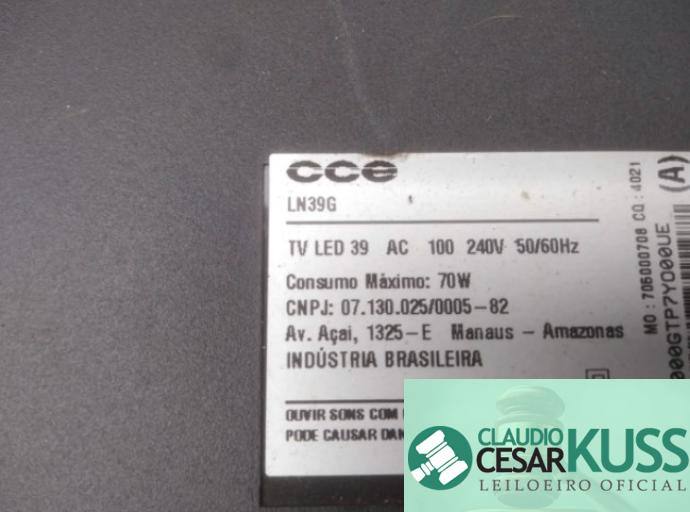 cce
LN39G
TV LED 39 AC 100 240V 50/60Hz
Consumo Máximo: 70W
CNPJ: 07.130.025/0005-82
Av. Açaí, 1325-E Manaus - Amazonas
INDÚSTRIA BRASILEIRA
OUVIR SONS COM
PODE CAUSAR DAN
MO: 705000708 CQ: 4021
000GTP7Y000UE
(A)
CLAUDIO
CESAR KUSS
LEILOEIRO OFICIAL